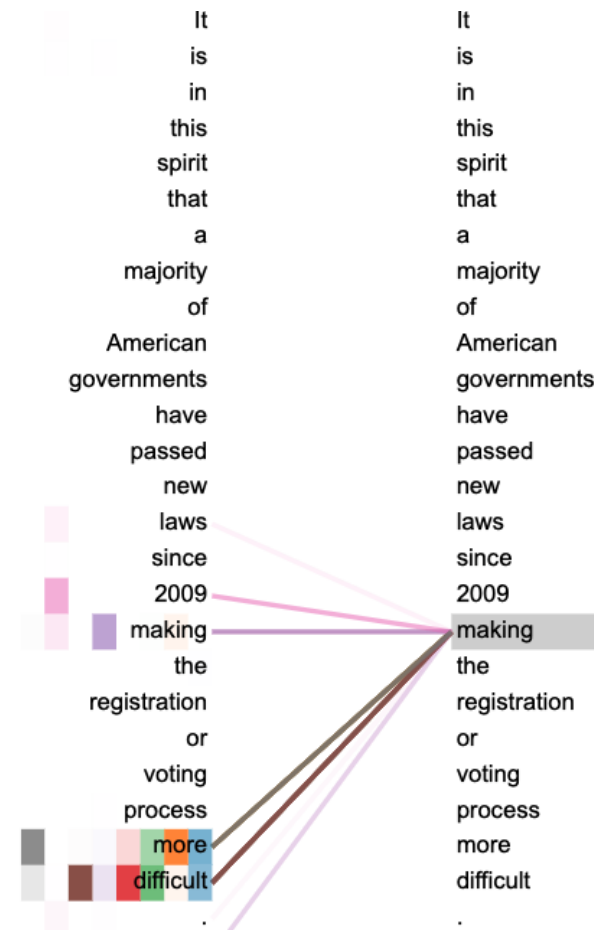 It It
is is
in in
this this
spirit spirit
that that
a a
majority majority
of of
American American
governments governments
have have
passed passed
new new
laws laws
since since
2009 2009
making making
the the
registration registration
or or
voting voting
process process
more more
difficult difficult
. .